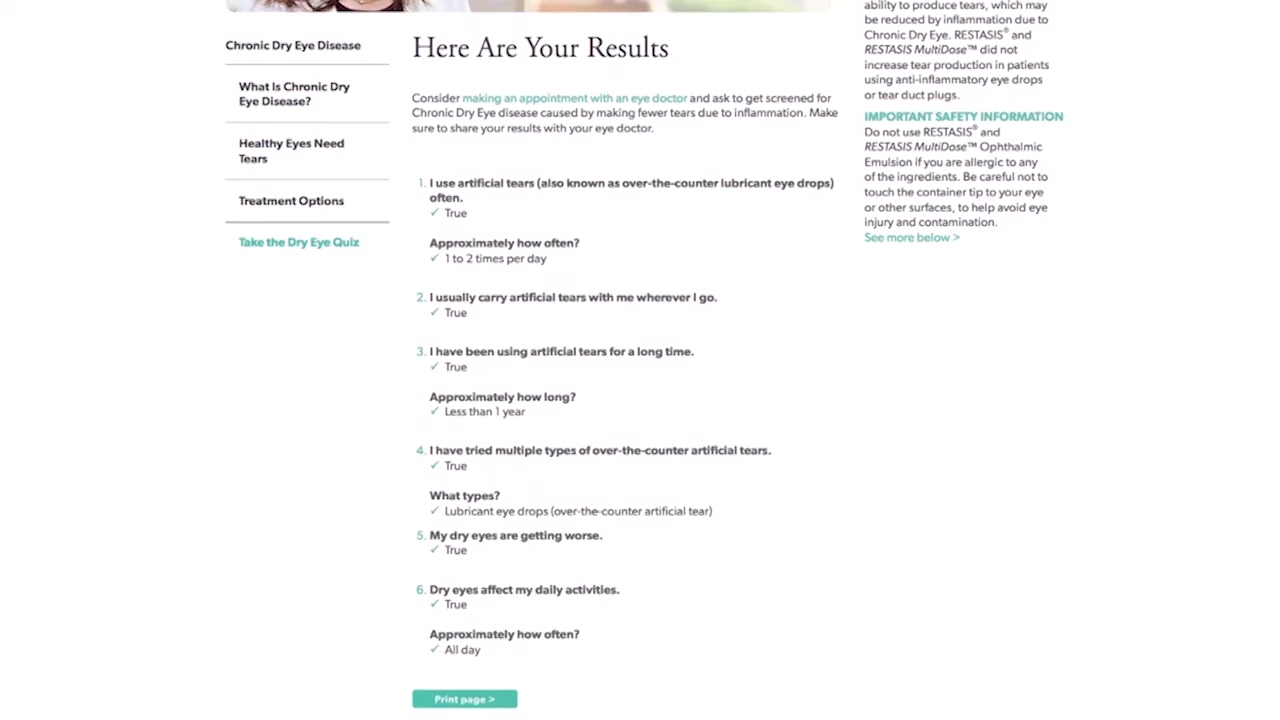 Chronic Dry Eye Disease
What Is Chronic Dry
Eye Disease?
Healthy Eyes Need
Tears
Treatment Options
Take the Dry Eye Quiz
Here Are Your Results
Consider making an appointment with an eye doctor and ask to get screened for
Chronic Dry Eye disease caused by making fewer tears due to inflammation. Make
sure to share your results with your eye doctor.
1. I use artificial tears (also known as over-the-counter lubricant eye drops)
often.
✓ True
Approximately how often?
✓ 1 to 2 times per day
2. I usually carry artificial tears with me wherever I go.
✓ True
3. I have been using artificial tears for a long time.
✓ True
Approximately how long?
✓ Less than 1 year
4. I have tried multiple types of over-the-counter artificial tears.
✓ True
What types?
✓ Lubricant eye drops (over-the-counter artificial tear)
5. My dry eyes are getting worse.
✓ True
6. Dry eyes affect my daily activities.
✓ True
Approximately how often?
✓ All day
Print page >
ability to produce tears, which may
be reduced by inflammation due to
Chronic Dry Eye. RESTASIS® and
RESTASIS MultiDose™ did not
increase tear production in patients
using anti-inflammatory eye drops
or tear duct plugs.
IMPORTANT SAFETY INFORMATION
Do not use RESTASIS® and
RESTASIS MultiDose™ Ophthalmic
Emulsion if you are allergic to any
of the ingredients. Be careful not to
touch the container tip to your eye
or other surfaces, to help avoid eye
injury and contamination.
See more below >